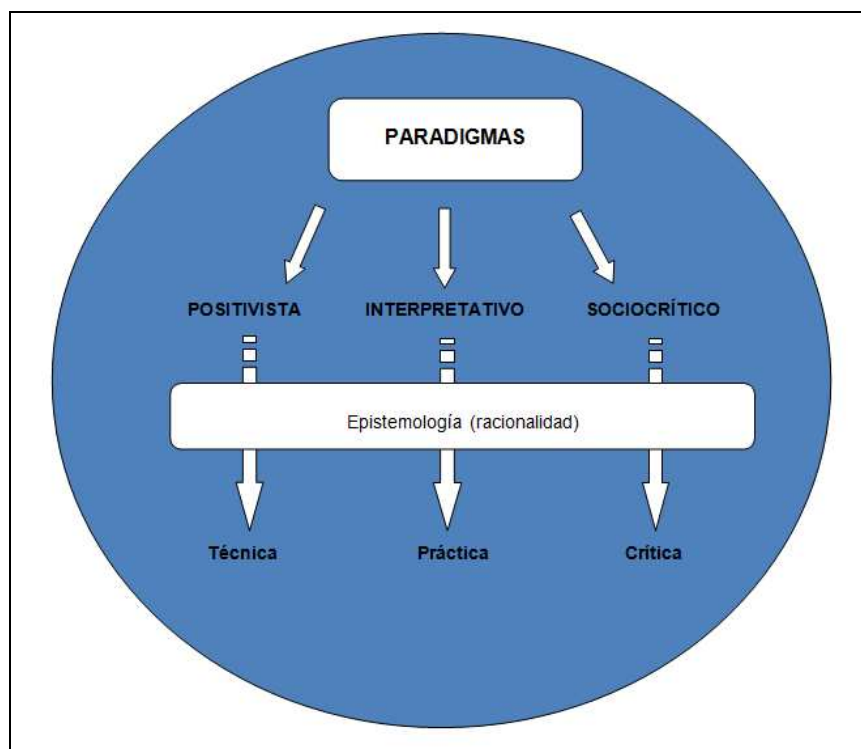 PARADIGMAS
POSITIVISTA INTERPRETATIVO SOCIOCRÍTICO
Epistemología (racionalidad)
Técnica Práctica Crítica